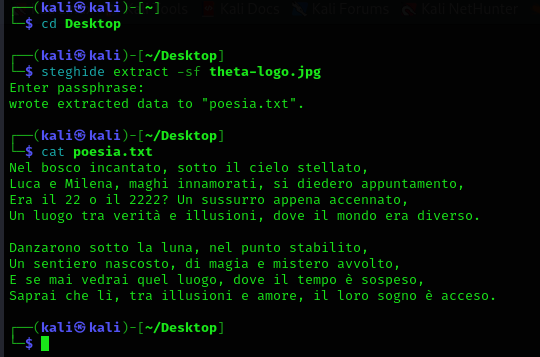 ┌──(kali㉿kali)-[~]
└─$ cd Desktop
┌──(kali㉿kali)-[~/Desktop]
└─$ steghide extract -sf theta-logo.jpg
Enter passphrase:
wrote extracted data to "poesia.txt".
┌──(kali㉿kali)-[~/Desktop]
└─$ cat poesia.txt
Nel bosco incantato, sotto il cielo stellato,
Luca e Milena, maghi innamorati, si diedero appuntamento,
Era il 22 o il 2222? Un sussurro appena accennato,
Un luogo tra verità e illusioni, dove il mondo era diverso.
Danzarono sotto la luna, nel punto stabilito,
Un sentiero nascosto, di magia e mistero avvolto,
E se mai vedrai quel luogo, dove il tempo è sospeso,
Saprai che lì, tra illusioni e amore, il loro sogno è acceso.
┌──(kali㉿kali)-[~/Desktop]
└─$